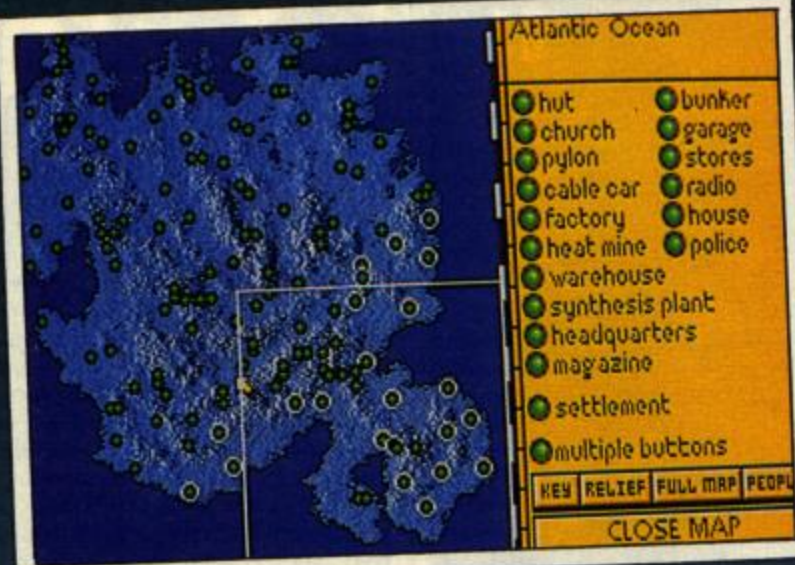 Atlantic Ocean
hut
bunker
church
garage
pylon
stores
cable car
radio
factory
house
heat mine
police
warehouse
synthesis plant
headquarters
magazine
settlement
multiple buttons
KEY RELIEF FULL MAP PEOPL
CLOSE MAP